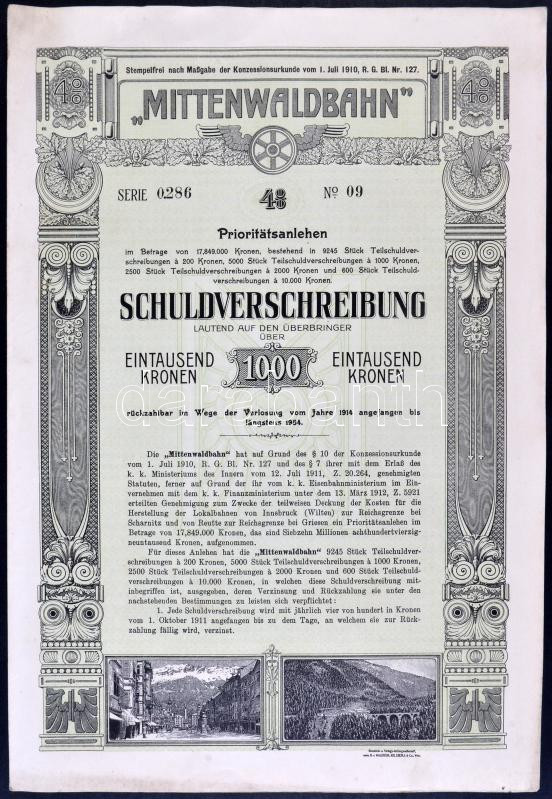 Stempelfrei nach Maßgabe der Konzessionsurkunde vom 1. Juli 1910, R. G. Bl. Nr. 127.
4% 4%
„MITTENWALDBAHN”
SERIE 0286 4% No 09
Prioritätsanlehen
im Betrage von 17,849.000 Kronen, bestehend in 9245 Stück Teilschuldver-
schreibungen à 200 Kronen, 5000 Stück Teilschuldverschreibungen à 1000 Kronen,
2500 Stück Teilschuldverschreibungen à 2000 Kronen und 600 Stück Teilschuld-
verschreibungen à 10.000 Kronen.
SCHULDVERSCHREIBUNG
LAUTEND AUF DEN ÜBERBRINGER
ÜBER
EINTAUSEND KRONEN 1000 EINTAUSEND KRONEN
darabanth
rückzahlbar im Wege der Verlosung vom Jahre 1914 angefangen bis
längstens 1964.
Die „Mittenwaldbahn” hat auf Grund des § 10 der Konzessionsurkunde
vom 1. Juli 1910, R. G. Bl. Nr. 127 und des § 7 ihrer mit dem Erlaß des
k. k. Ministeriums des Innern vom 12. Juli 1911, Z. 20.264, genehmigten
Statuten, ferner auf Grund der ihr vom k. k. Eisenbahnministerium im Ein-
vernehmen mit dem k. k. Finanzministerium unter dem 13. März 1912, Z. 5921
erteilten Genehmigung zum Zwecke der teilweisen Deckung der Kosten für die
Herstellung der Lokalbahnen von Innsbruck (Wilten) zur Reichsgrenze bei
Scharnitz und von Reutte zur Reichsgrenze bei Griesen ein Prioritätsanlehen im
Betrage von 17,849.000 Kronen, das sind Siebzehn Millionen achthundertvierzig-
neuntausend Kronen, aufgenommen.
Für dieses Anlehen hat die „Mittenwaldbahn” 9245 Stück Teilschuldver-
schreibungen à 200 Kronen, 5000 Stück Teilschuldverschreibungen à 1000 Kronen,
2500 Stück Teilschuldverschreibungen à 2000 Kronen und 600 Stück Teilschuld-
verschreibungen à 10.000 Kronen, in welchen diese Schuldverschreibung mit-
inbegriffen ist, ausgegeben, deren Verzinsung und Rückzahlung sie unter den
nachstehenden Bestimmungen zu leisten sich verpflichtet:
1. Jede Schuldverschreibung wird mit jährlich vier von hundert in Kronen
vom 1. Oktober 1911 angefangen bis zu dem Tage, an welchem sie zur Rück-
zahlung fällig wird, verzinst.